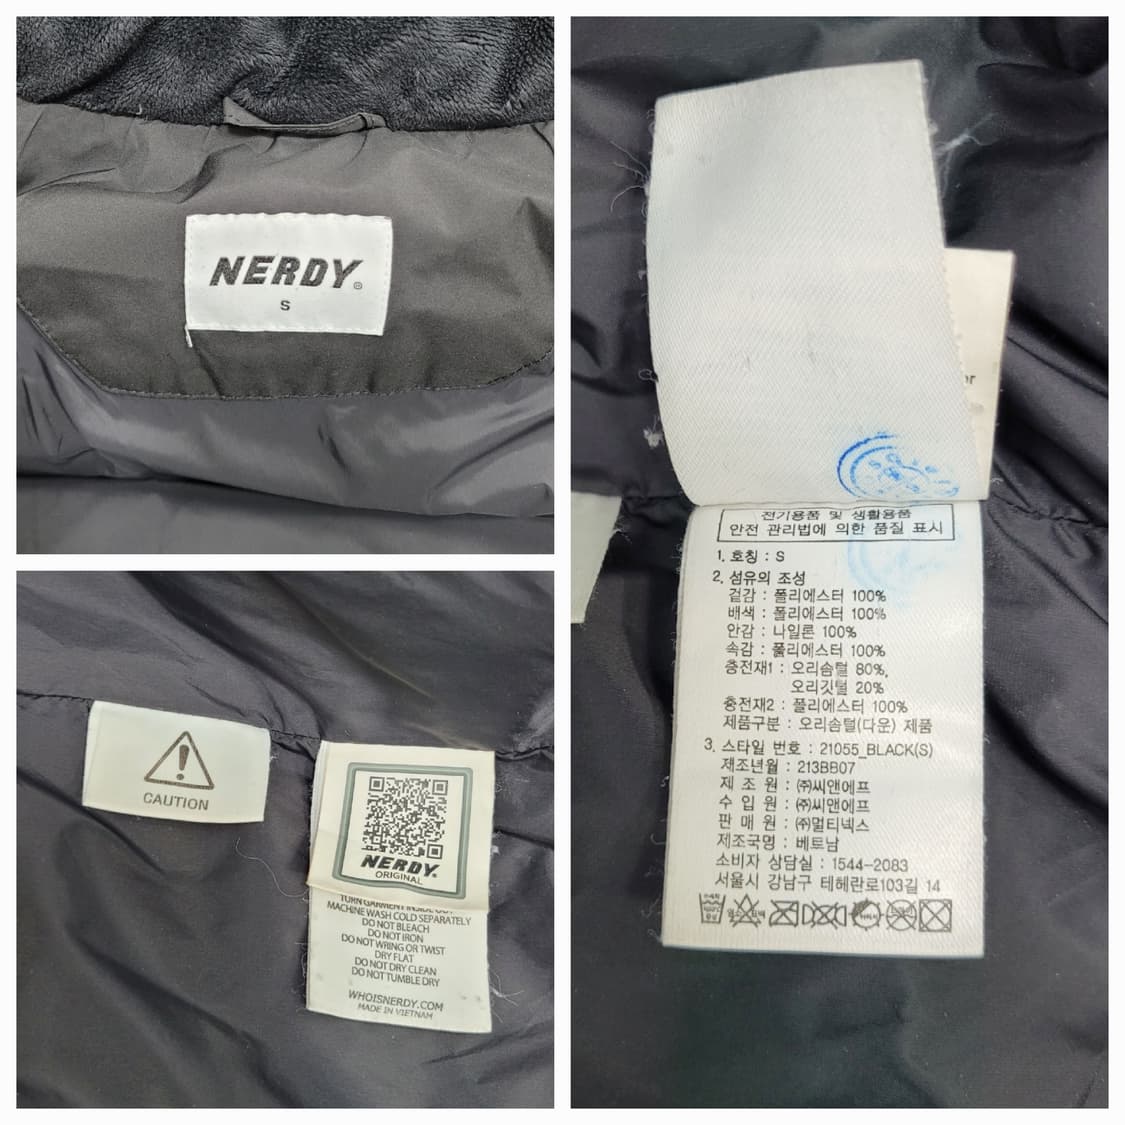 NERDY®
S
CAUTION
NERDY®
ORIGINAL
TURN GARMENT INSIDE OUT
MACHINE WASH COLD SEPARATELY
DO NOT BLEACH
DO NOT IRON
DO NOT WRING OR TWIST
DRY FLAT
DO NOT DRY CLEAN
DO NOT TUMBLE DRY
WHOISNERDY.COM
MADE IN VIETNAM
전기용품 및 생활용품
안전 관리법에 의한 품질 표시
1. 호칭 : S
2. 섬유의 조성
겉감 : 폴리에스터 100%
배색 : 폴리에스터 100%
안감 : 나일론 100%
속감 : 폴리에스터 100%
충전재1 : 오리솜털 80%,
오리깃털 20%
충전재2 : 폴리에스터 100%
제품구분 : 오리솜털(다운) 제품
3. 스타일 번호 : 21055_BLACK(S)
제조년월 : 213BB07
제 조 원 : ㈜씨앤에프
수 입 원 : ㈜씨앤에프
판 매 원 : ㈜멀티넥스
제조국명 : 베트남
소비자 상담실 : 1544-2083
서울시 강남구 테헤란로103길 14